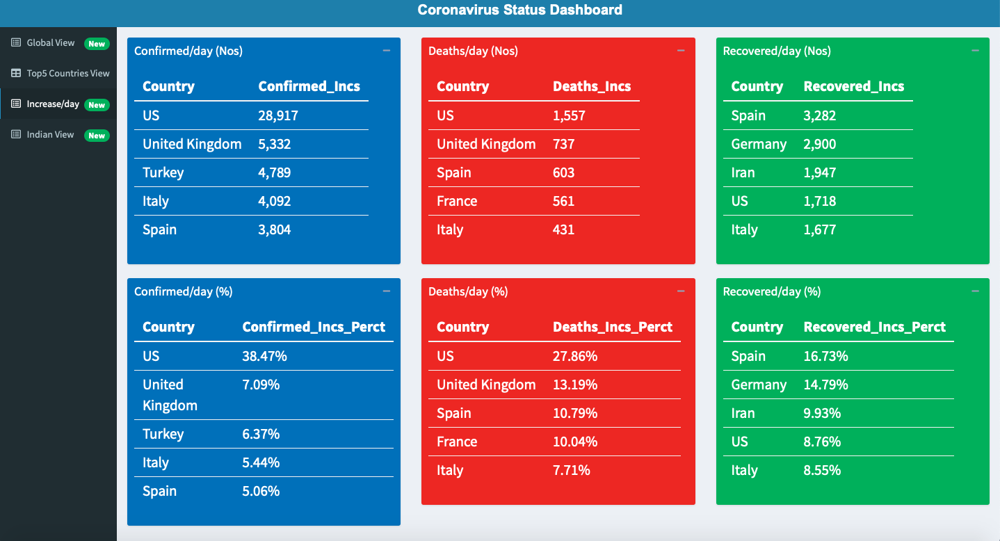 Coronavirus Status Dashboard
Global View New
Top5 Countries View
Increase/day New
Indian View New
Confirmed/day (Nos)
Country Confirmed_Incs
US 28,917
United Kingdom 5,332
Turkey 4,789
Italy 4,092
Spain 3,804
Deaths/day (Nos)
Country Deaths_Incs
US 1,557
United Kingdom 737
Spain 603
France 561
Italy 431
Recovered/day (Nos)
Country Recovered_Incs
Spain 3,282
Germany 2,900
Iran 1,947
US 1,718
Italy 1,677
Confirmed/day (%)
Country Confirmed_Incs_Perct
US 38.47%
United 7.09%
Kingdom
Turkey 6.37%
Italy 5.44%
Spain 5.06%
Deaths/day (%)
Country Deaths_Incs_Perct
US 27.86%
United Kingdom 13.19%
Spain 10.79%
France 10.04%
Italy 7.71%
Recovered/day (%)
Country Recovered_Incs_Perct
Spain 16.73%
Germany 14.79%
Iran 9.93%
US 8.76%
Italy 8.55%